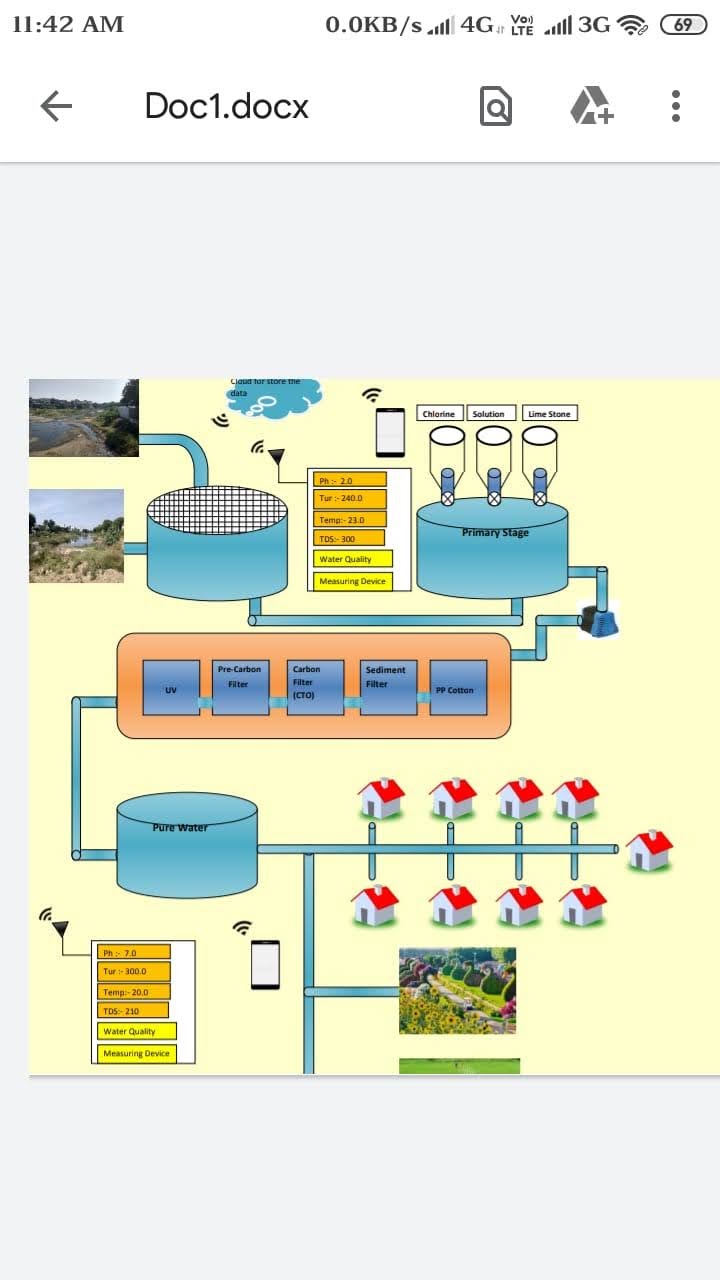 11:42 AM
0.0KB/s 4G Vo) LTE 3G 69
Doc1.docx
Cloud for store the
data
Chlorine
Solution
Lime Stone
Ph :- 2.0
Tur :- 240.0
Temp:- 23.0
TDS:- 300
Water Quality
Measuring Device
Primary Stage
UV
Pre-Carbon
Filter
Carbon
Filter
(CTO)
Sediment
Filter
PP Cotton
Pure Water
Ph :- 7.0
Tur :- 300.0
Temp:- 20.0
TDS:- 210
Water Quality
Measuring Device